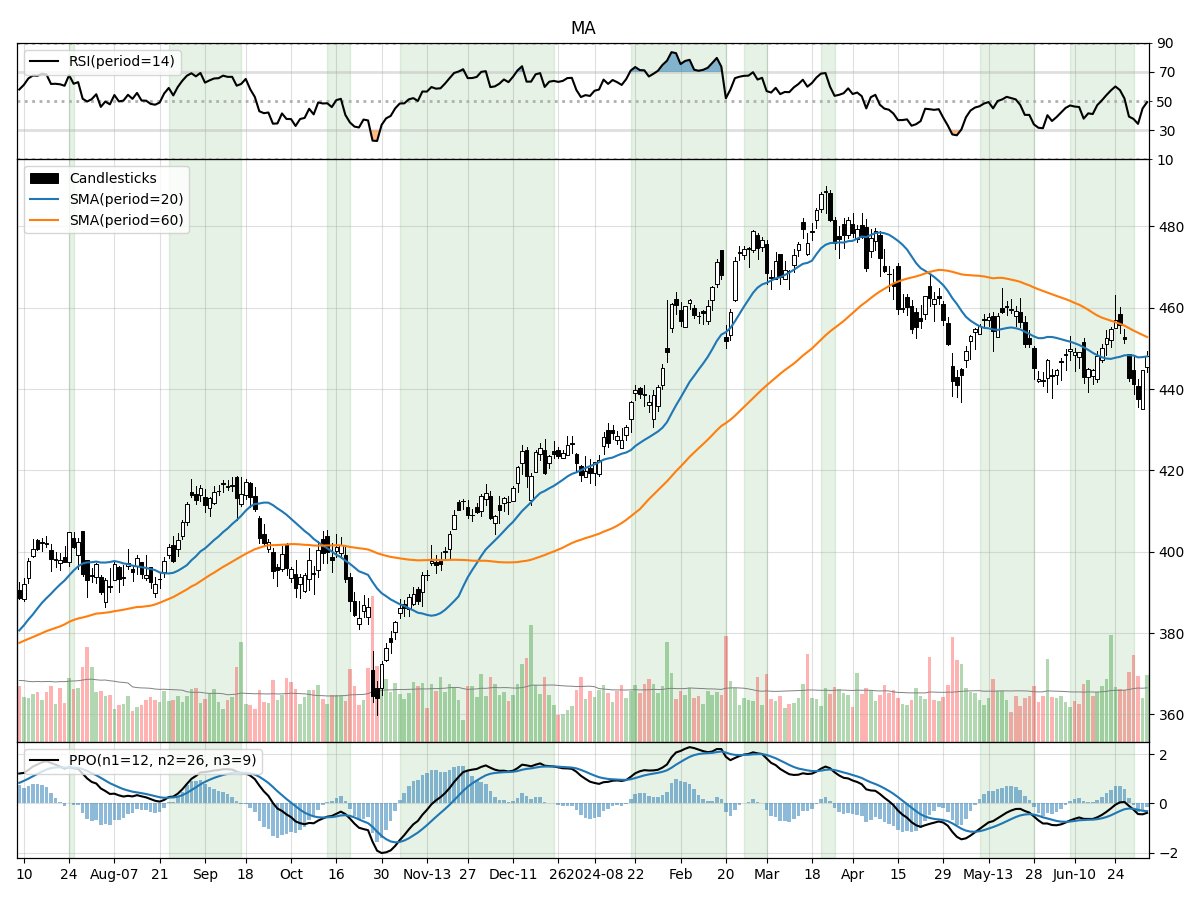 MA
RSI(period=14)
90
70
50
30
10
Candlesticks
SMA(period=20)
SMA(period=60)
480
460
440
420
400
380
360
PPO(n1=12, n2=26, n3=9)
2
0
−2
10 24 Aug-07 21 Sep 18 Oct 16 30 Nov-13 27 Dec-11 26 2024-08 22 Feb 20 Mar 18 Apr 15 29 May-13 28 Jun-10 24